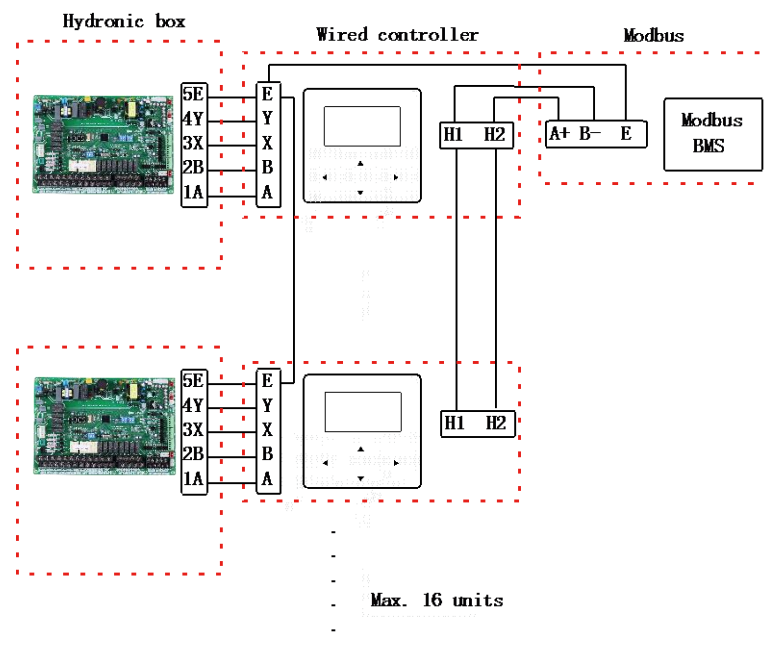 Hydronic box
Wired controller
Modbus
5E
4Y
3X
2B
1A
E
Y
X
B
A
H1 H2
A+ B- E
Modbus
BMS
5E
4Y
3X
2B
1A
E
Y
X
B
A
H1 H2
Max. 16 units